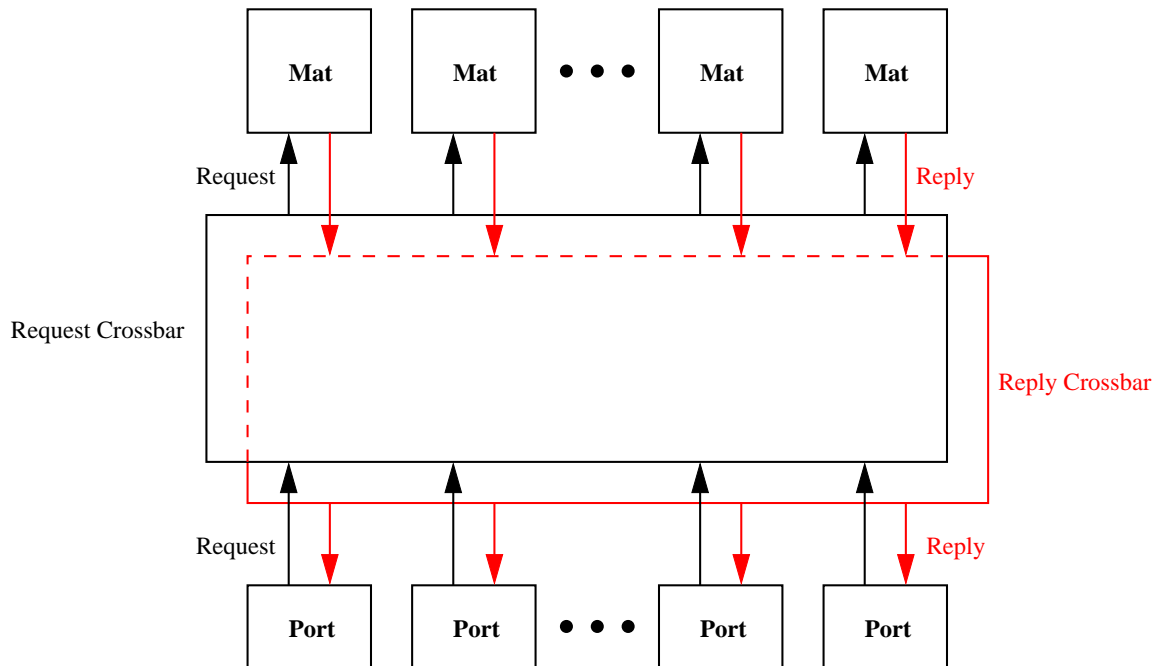 Mat Mat Mat Mat
Request Reply
Request Crossbar
Reply Crossbar
Request Reply
Port Port Port Port